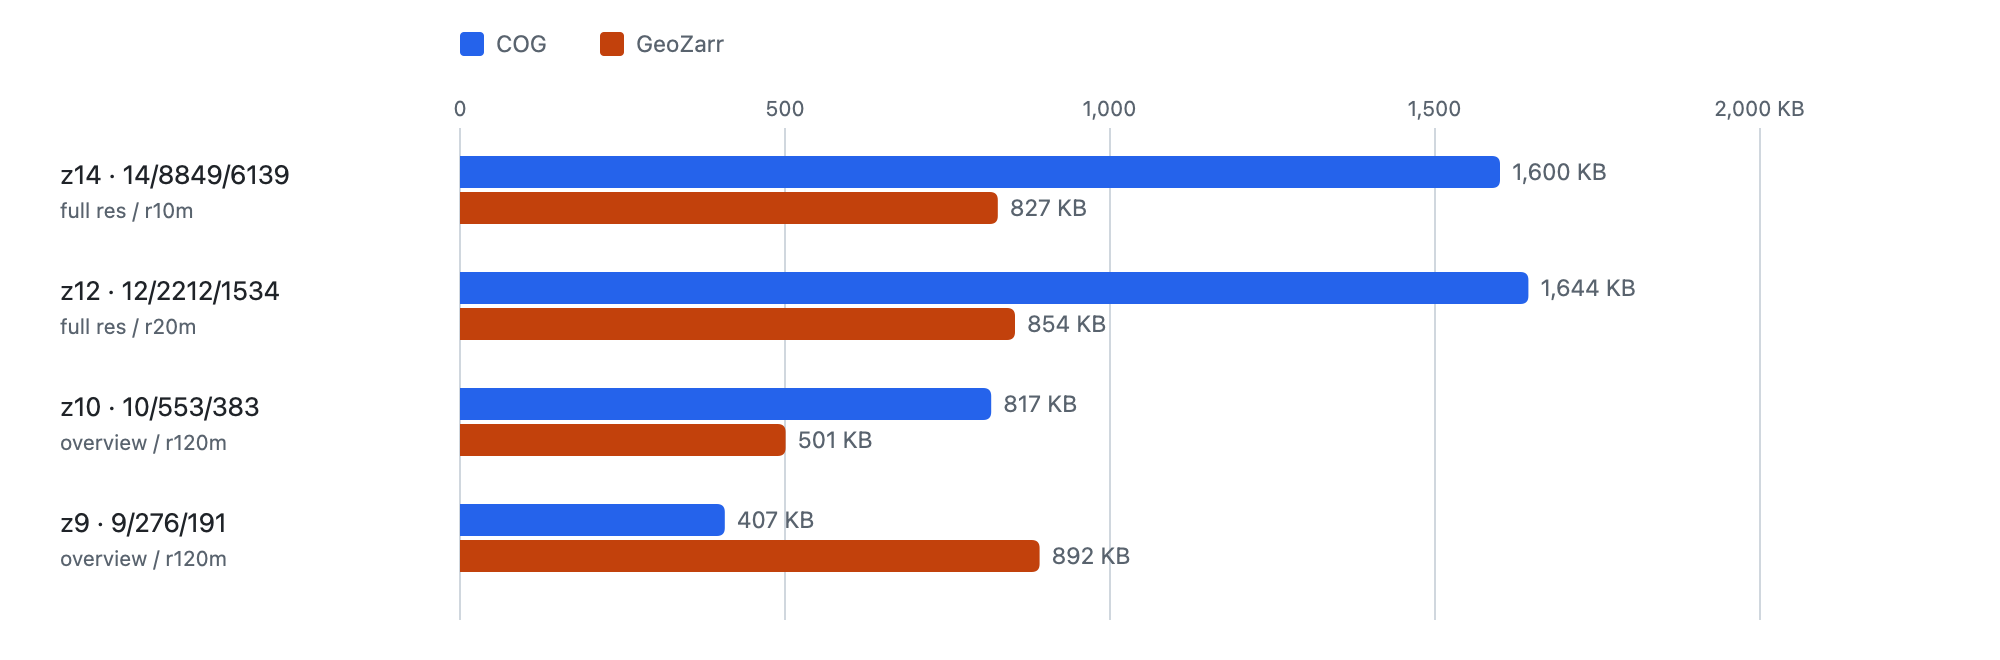 COG GeoZarr
0 500 1,000 1,500 2,000 KB
z14 · 14/8849/6139
full res / r10m
1,600 KB
827 KB
z12 · 12/2212/1534
full res / r20m
1,644 KB
854 KB
z10 · 10/553/383
overview / r120m
817 KB
501 KB
z9 · 9/276/191
overview / r120m
407 KB
892 KB